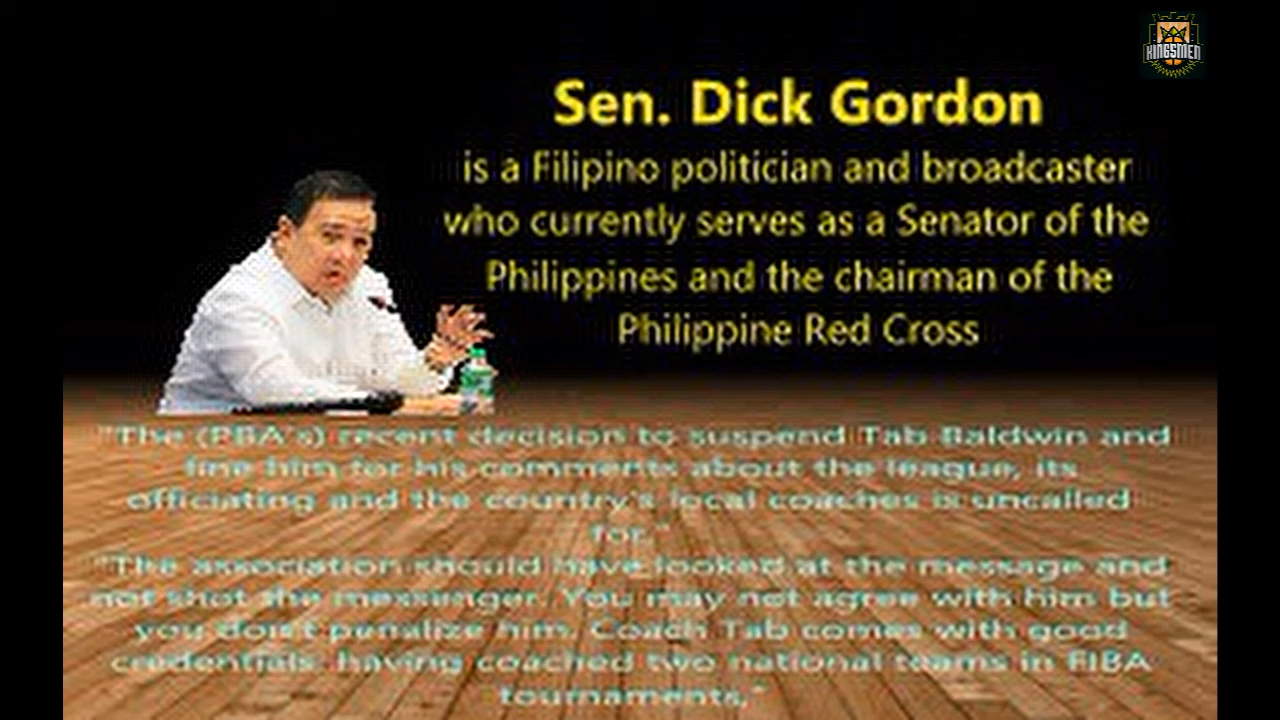 KINGSMEN
Sen. Dick Gordon
is a Filipino politician and broadcaster
who currently serves as a Senator of the
Philippines and the chairman of the
Philippine Red Cross
"The (PBA's) recent decision to suspend Tab Baldwin and
fine him for his comments about the league, its
officiating and the country's local coaches is uncalled
for."
"The association should have looked at the message and
not shot the messenger. You may not agree with him but
you don't penalize him. Coach Tab comes with good
credentials, having coached two national teams in FIBA
tournaments,"